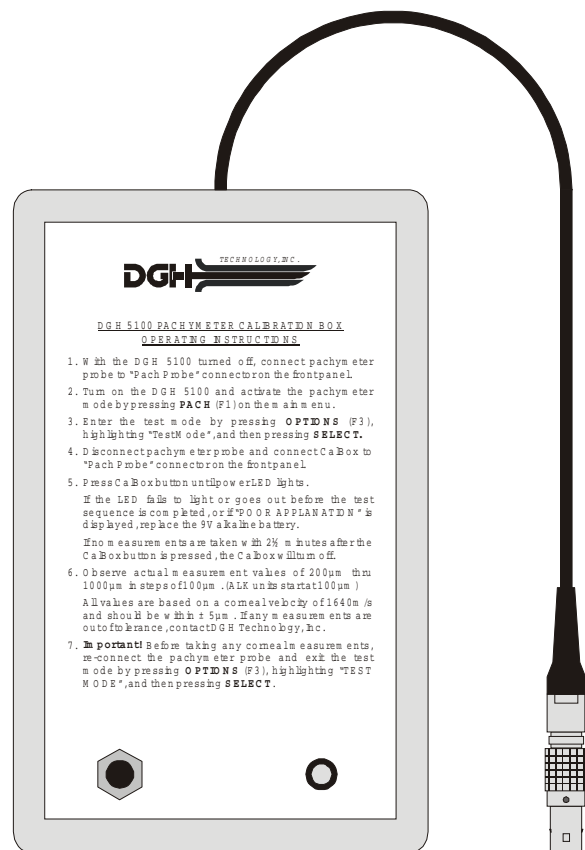 TECHNOLOGY, INC.
DGH
DGH 5100 PACHYMETER CALIBRATION BOX
OPERATING INSTRUCTIONS
1. With the DGH 5100 turned off, connect pachymeter
probe to "Pach Probe" connector on the front panel.
2. Turn on the DGH 5100 and activate the pachymeter
mode by pressing PACH (F1) on the main menu.
3. Enter the test mode by pressing OPTIONS (F3),
highlighting "Test Mode", and then pressing SELECT.
4. Disconnect pachymeter probe and connect CalBox to
"Pach Probe" connector on the front panel.
5. Press CalBox button until power LED lights.
If the LED fails to light or goes out before the test
sequence is completed, or if "POOR APPLANATION" is
displayed, replace the 9V alkaline battery.
If no measurements are taken with 2½ minutes after the
CalBox button is pressed, the Calbox will turn off.
6. Observe actual measurement values of 200µm thru
1000µm in steps of 100µm. (ALK units start at 100µm)
All values are based on a corneal velocity of 1640m/s
and should be within ± 5µm. If any measurements are
out of tolerance, contact DGH Technology, Inc.
7. Important! Before taking any corneal measurements,
re-connect the pachymeter probe and exit the test
mode by pressing OPTIONS (F3), highlighting "TEST
MODE", and then pressing SELECT.